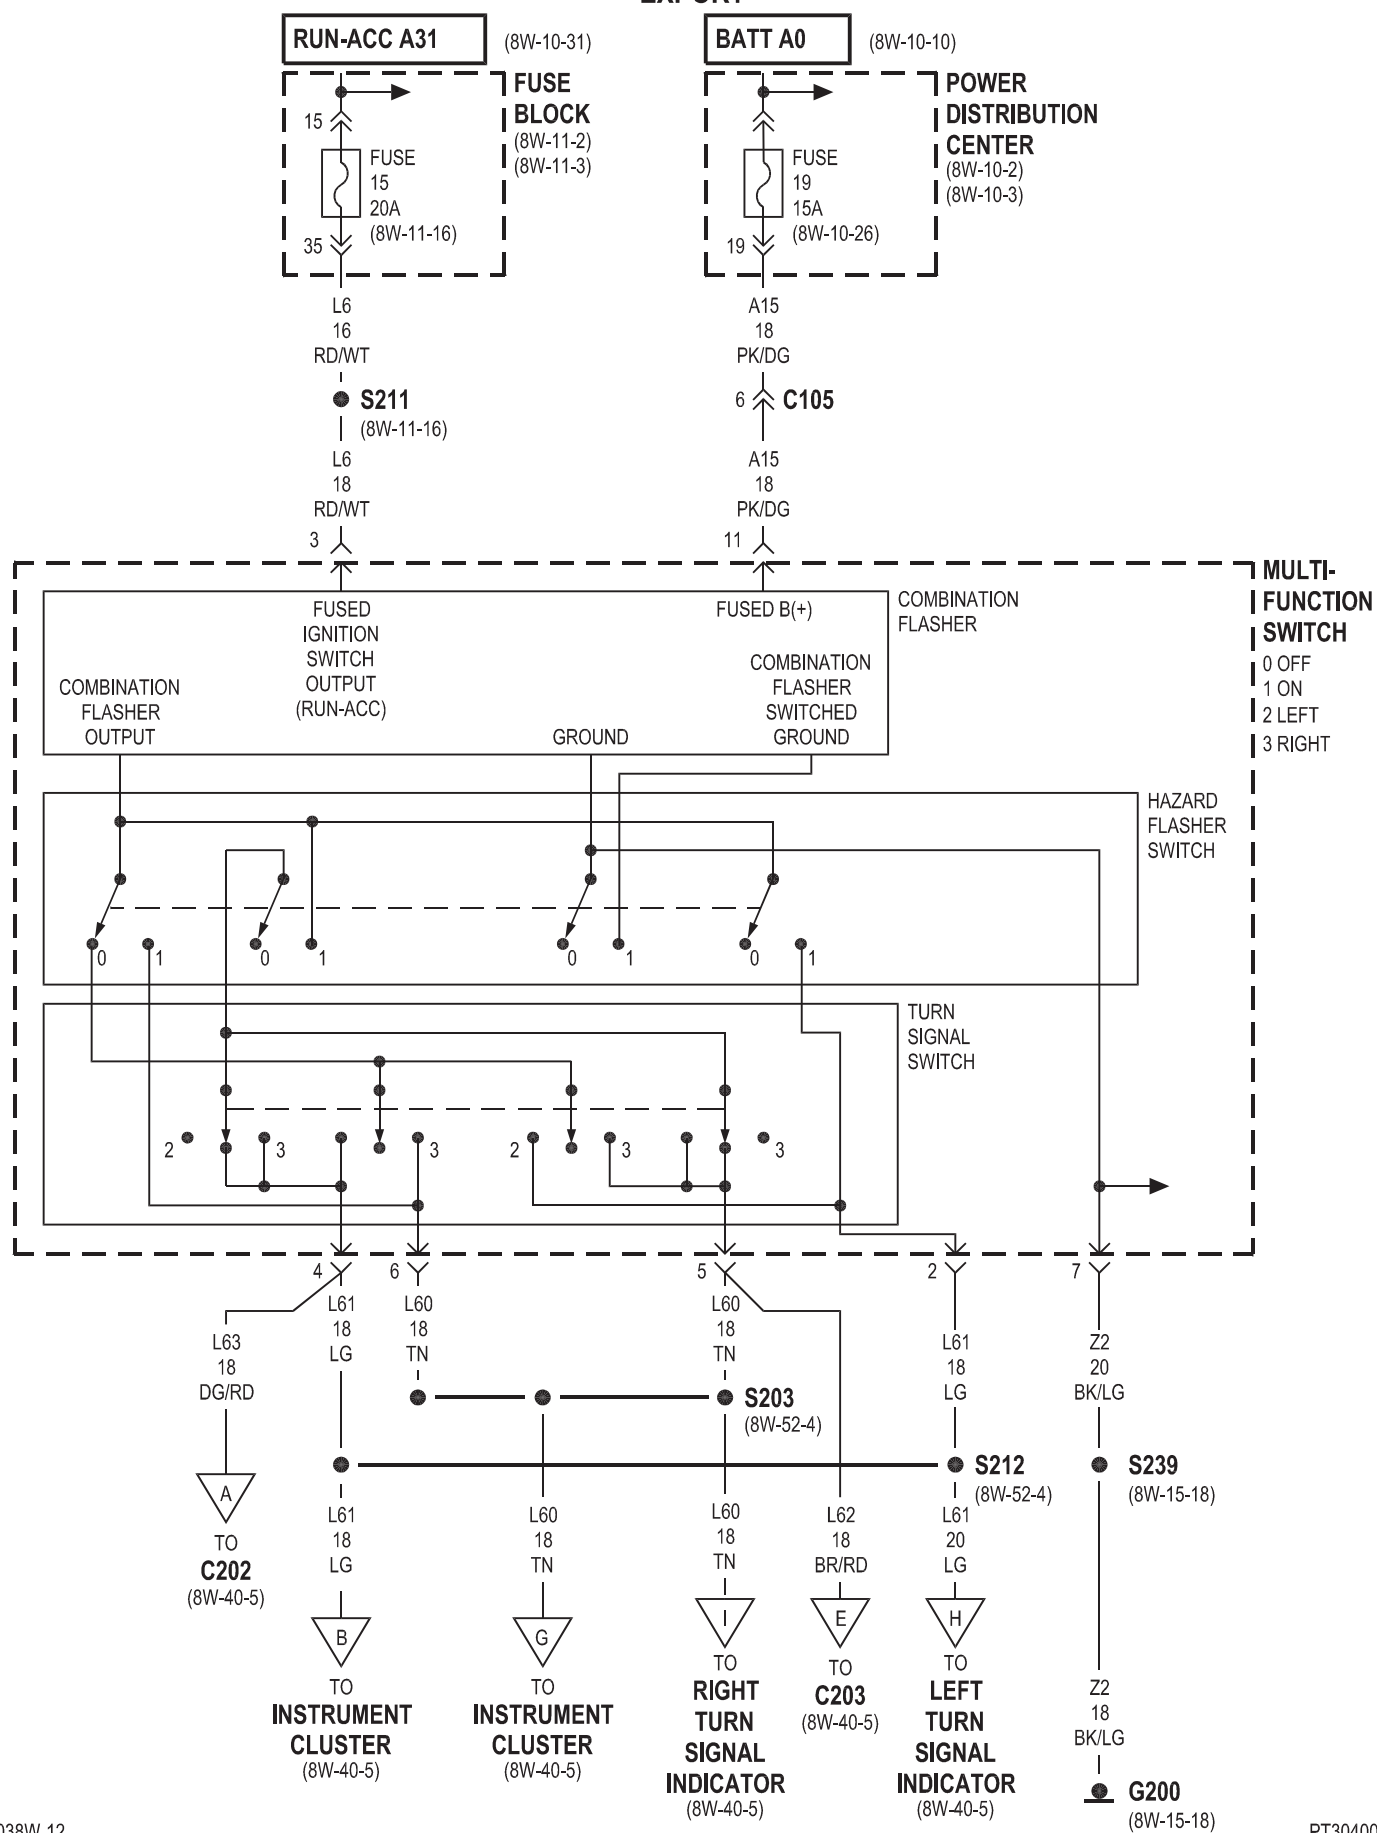 RUN-ACC A31
(8W-10-31)
BATT A0
(8W-10-10)
FUSE
BLOCK
(8W-11-2)
(8W-11-3)
15
FUSE
15
20A
(8W-11-16)
35
POWER
DISTRIBUTION
CENTER
(8W-10-2)
(8W-10-3)
FUSE
19
15A
(8W-10-26)
19
L6
16
RD/WT
S211
(8W-11-16)
L6
18
RD/WT
3
A15
18
PK/DG
6
C105
A15
18
PK/DG
11
MULTI-
FUNCTION
SWITCH
0 OFF
1 ON
2 LEFT
3 RIGHT
COMBINATION
FLASHER
FUSED
IGNITION
SWITCH
OUTPUT
(RUN-ACC)
FUSED B(+)
COMBINATION
FLASHER
OUTPUT
GROUND
COMBINATION
FLASHER
SWITCHED
GROUND
HAZARD
FLASHER
SWITCH
0
1
0
1
0
1
0
1
TURN
SIGNAL
SWITCH
2
3
3
2
3
3
4
6
5
2
7
L63
18
DG/RD
L61
18
LG
L60
18
TN
L60
18
TN
L61
18
LG
Z2
20
BK/LG
S203
(8W-52-4)
S212
(8W-52-4)
S239
(8W-15-18)
A
TO
C202
(8W-40-5)
L61
18
LG
L60
18
TN
L60
18
TN
L62
18
BR/RD
L61
20
LG
B
TO
INSTRUMENT
CLUSTER
(8W-40-5)
G
TO
INSTRUMENT
CLUSTER
(8W-40-5)
I
TO
RIGHT
TURN
SIGNAL
INDICATOR
(8W-40-5)
E
TO
C203
(8W-40-5)
H
TO
LEFT
TURN
SIGNAL
INDICATOR
(8W-40-5)
Z2
18
BK/LG
G200
(8W-15-18)
038W-12
PT30400